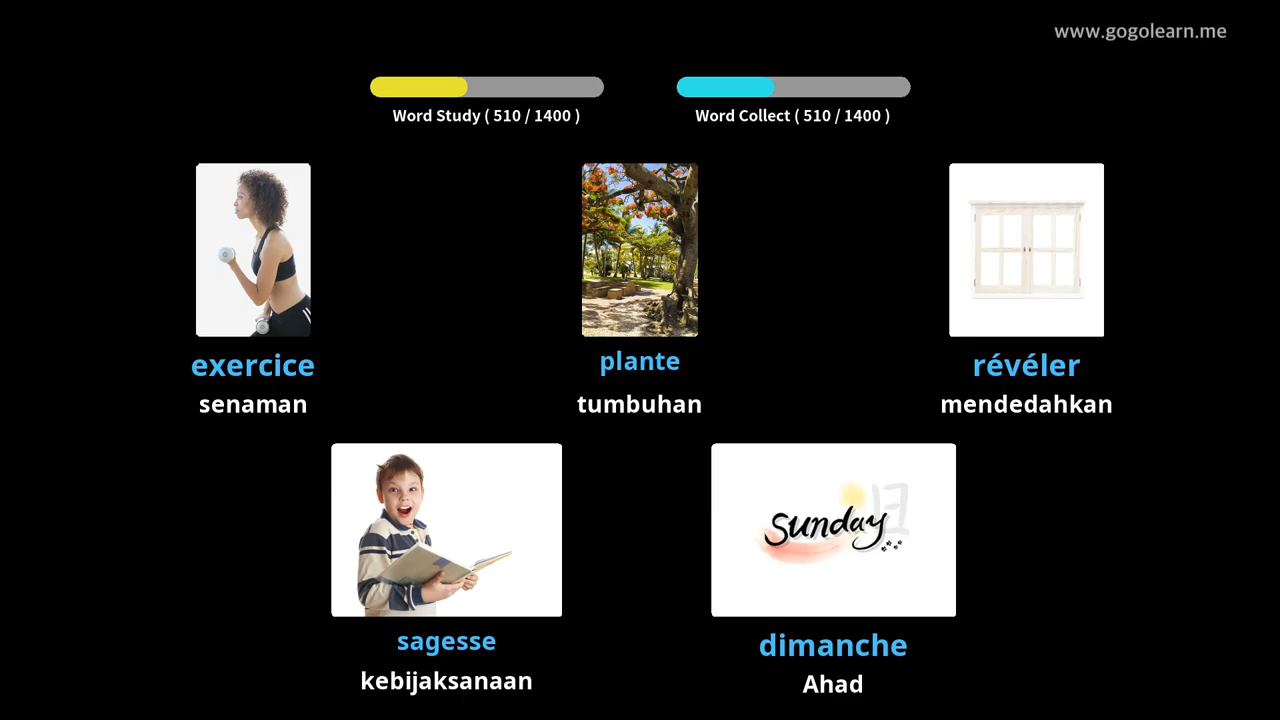 www.gogolearn.me
Word Study ( 510 / 1400 )
Word Collect ( 510 / 1400 )
exercice
senaman
plante
tumbuhan
révéler
mendedahkan
Sunday
sagesse
kebijaksanaan
dimanche
Ahad